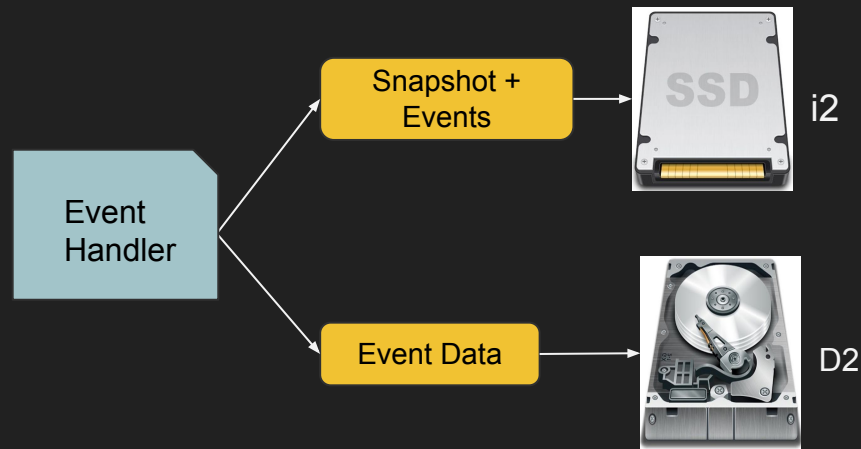 Snapshot +
Events
SSD
i2
Event
Handler
Event Data
D2